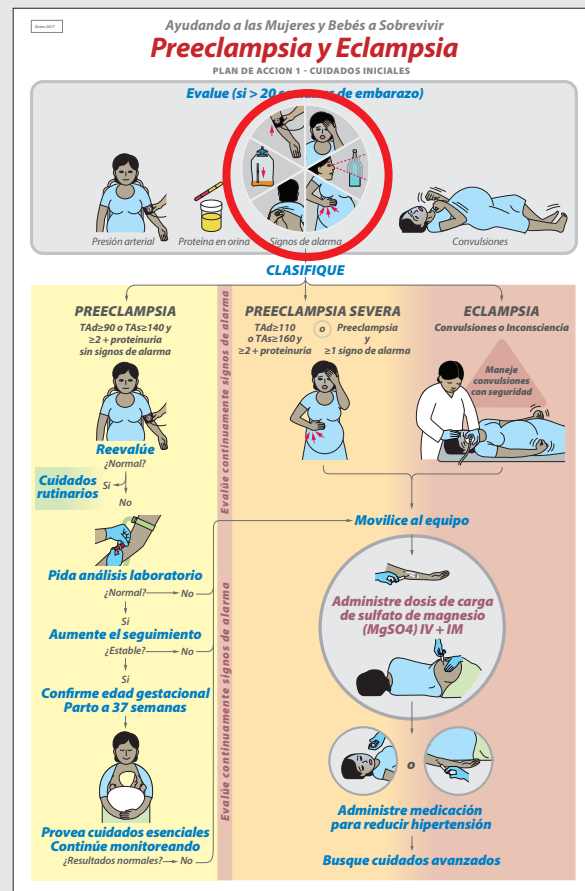 Enero 2017
Ayudando a las Mujeres y Bebés a Sobrevivir
Preeclampsia y Eclampsia
PLAN DE ACCION 1 - CUIDADOS INICIALES
Evalue (si > 20 de embarazo)
Presión arterial
Proteína en orina
Signos de alarma
Convulsiones
CLASIFIQUE
PREECLAMPSIA
TAd≥90 o TAs≥140 y
≥2 + proteinuria
sin signos de alarma
Reevalúe
¿Normal?
Si
No
Cuidados
rutinarios
Pida análisis laboratorio
¿Normal?
No
Si
Aumente el seguimiento
¿Estable?
No
Si
Confirme edad gestacional
Parto a 37 semanas
Provea cuidados esenciales
Continúe monitoreando
¿Resultados normales?
No
Evalúe continuamente signos de alarma
Evalúe continuamente signos de alarma
PREECLAMPSIA SEVERA
TAd≥110
o TAs≥160 y
≥2 + proteinuria
o
Preeclampsia
y
≥1 signo de alarma
ECLAMPSIA
Convulsiones o Inconsciencia
Maneje
convulsiones
con seguridad
Movilice al equipo
Administre dosis de carga
de sulfato de magnesio
(MgSO4) IV + IM
o
Administre medicación
para reducir hipertensión
Busque cuidados avanzados